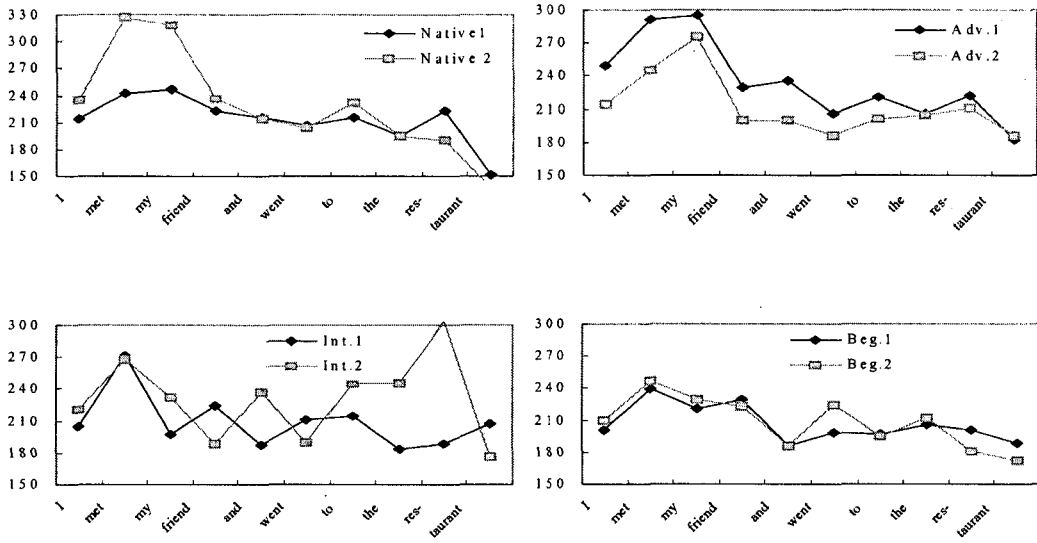 330
300
270
240
210
180
150
Native1
Native2
I
met
my
friend
and
went
to
the
res-
taurant
300
270
240
210
180
150
Adv.1
Adv.2
I
met
my
friend
and
went
to
the
res-
taurant
300
270
240
210
180
150
Int.1
Int.2
I
met
my
friend
and
went
to
the
res-
taurant
300
270
240
210
180
150
Beg.1
Beg.2
I
met
my
friend
and
went
to
the
res-
taurant